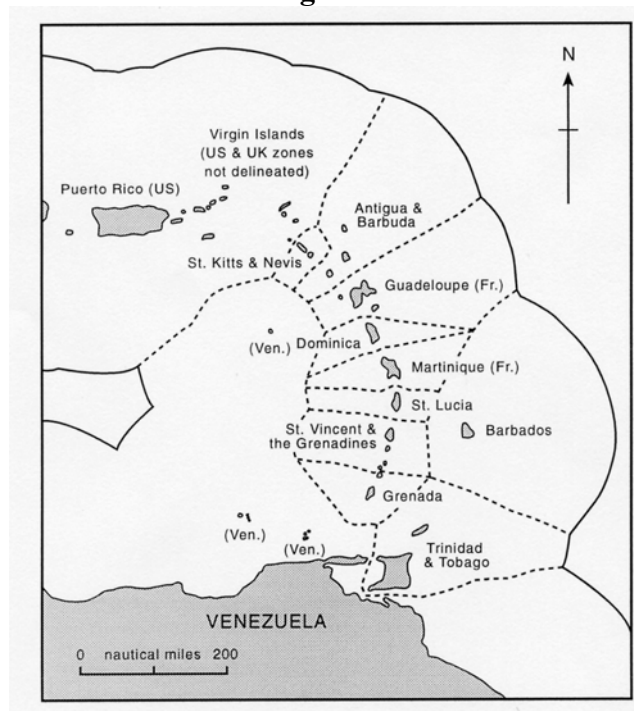 N
Virgin Islands
(US & UK zones
not delineated)
Puerto Rico (US)
Antigua &
Barbuda
St. Kitts & Nevis
Guadeloupe (Fr.)
(Ven.)
Dominica
Martinique (Fr.)
St. Lucia
St. Vincent &
the Grenadines
Barbados
Grenada
(Ven.)
(Ven.)
Trinidad
& Tobago
VENEZUELA
0 nautical miles 200